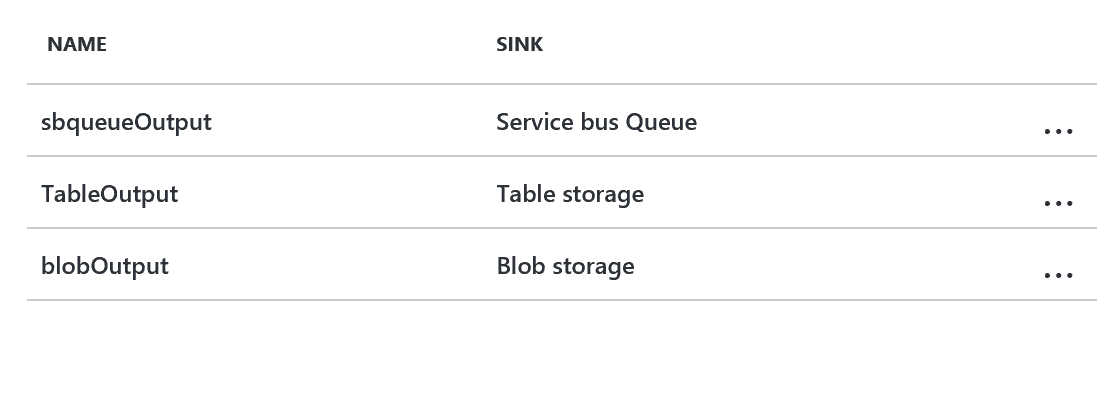 NAME SINK
sbqueueOutput Service bus Queue ...
TableOutput Table storage ...
blobOutput Blob storage ...